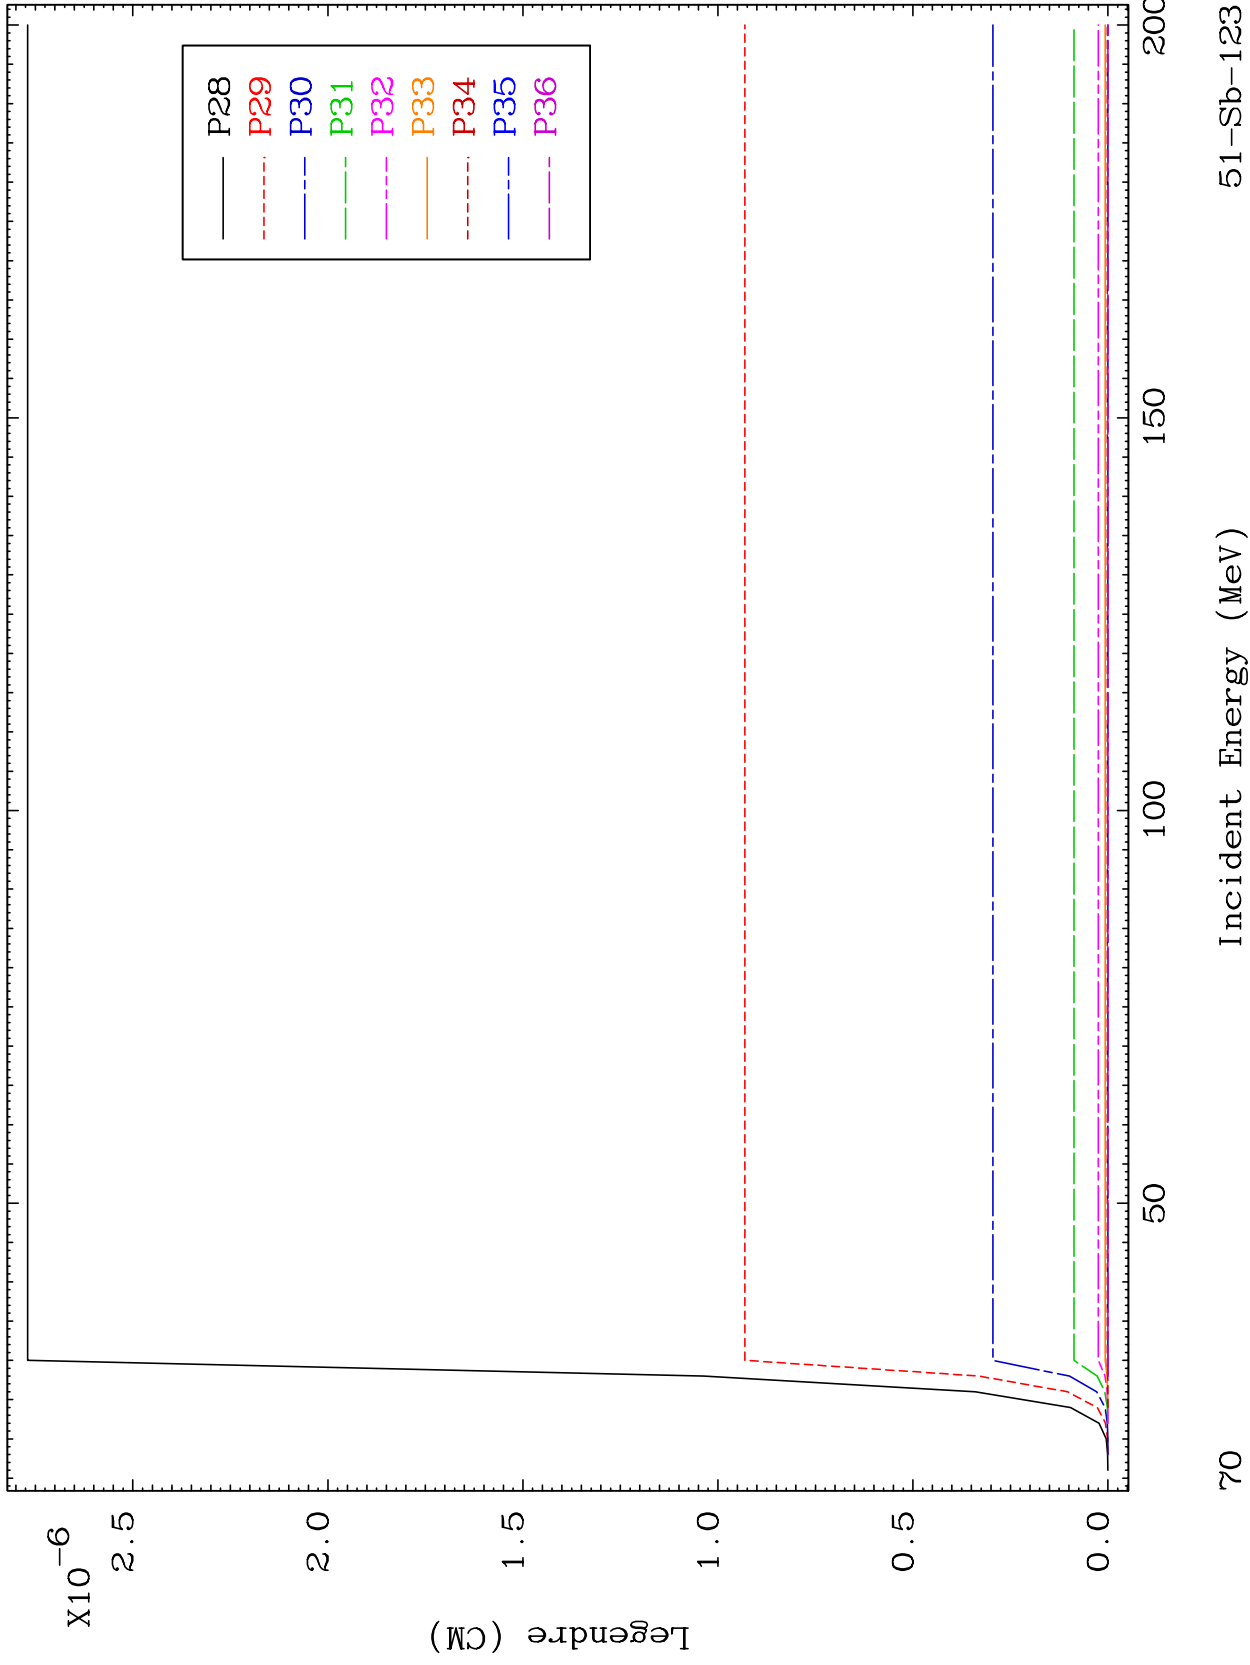 X10-6
2.5
2.0
1.5
1.0
0.5
0.0
Legendre (CM)
P28
P29
P30
P31
P32
P33
P34
P35
P36
50
100
150
200
70
Incident Energy (MeV)
51-Sb-123